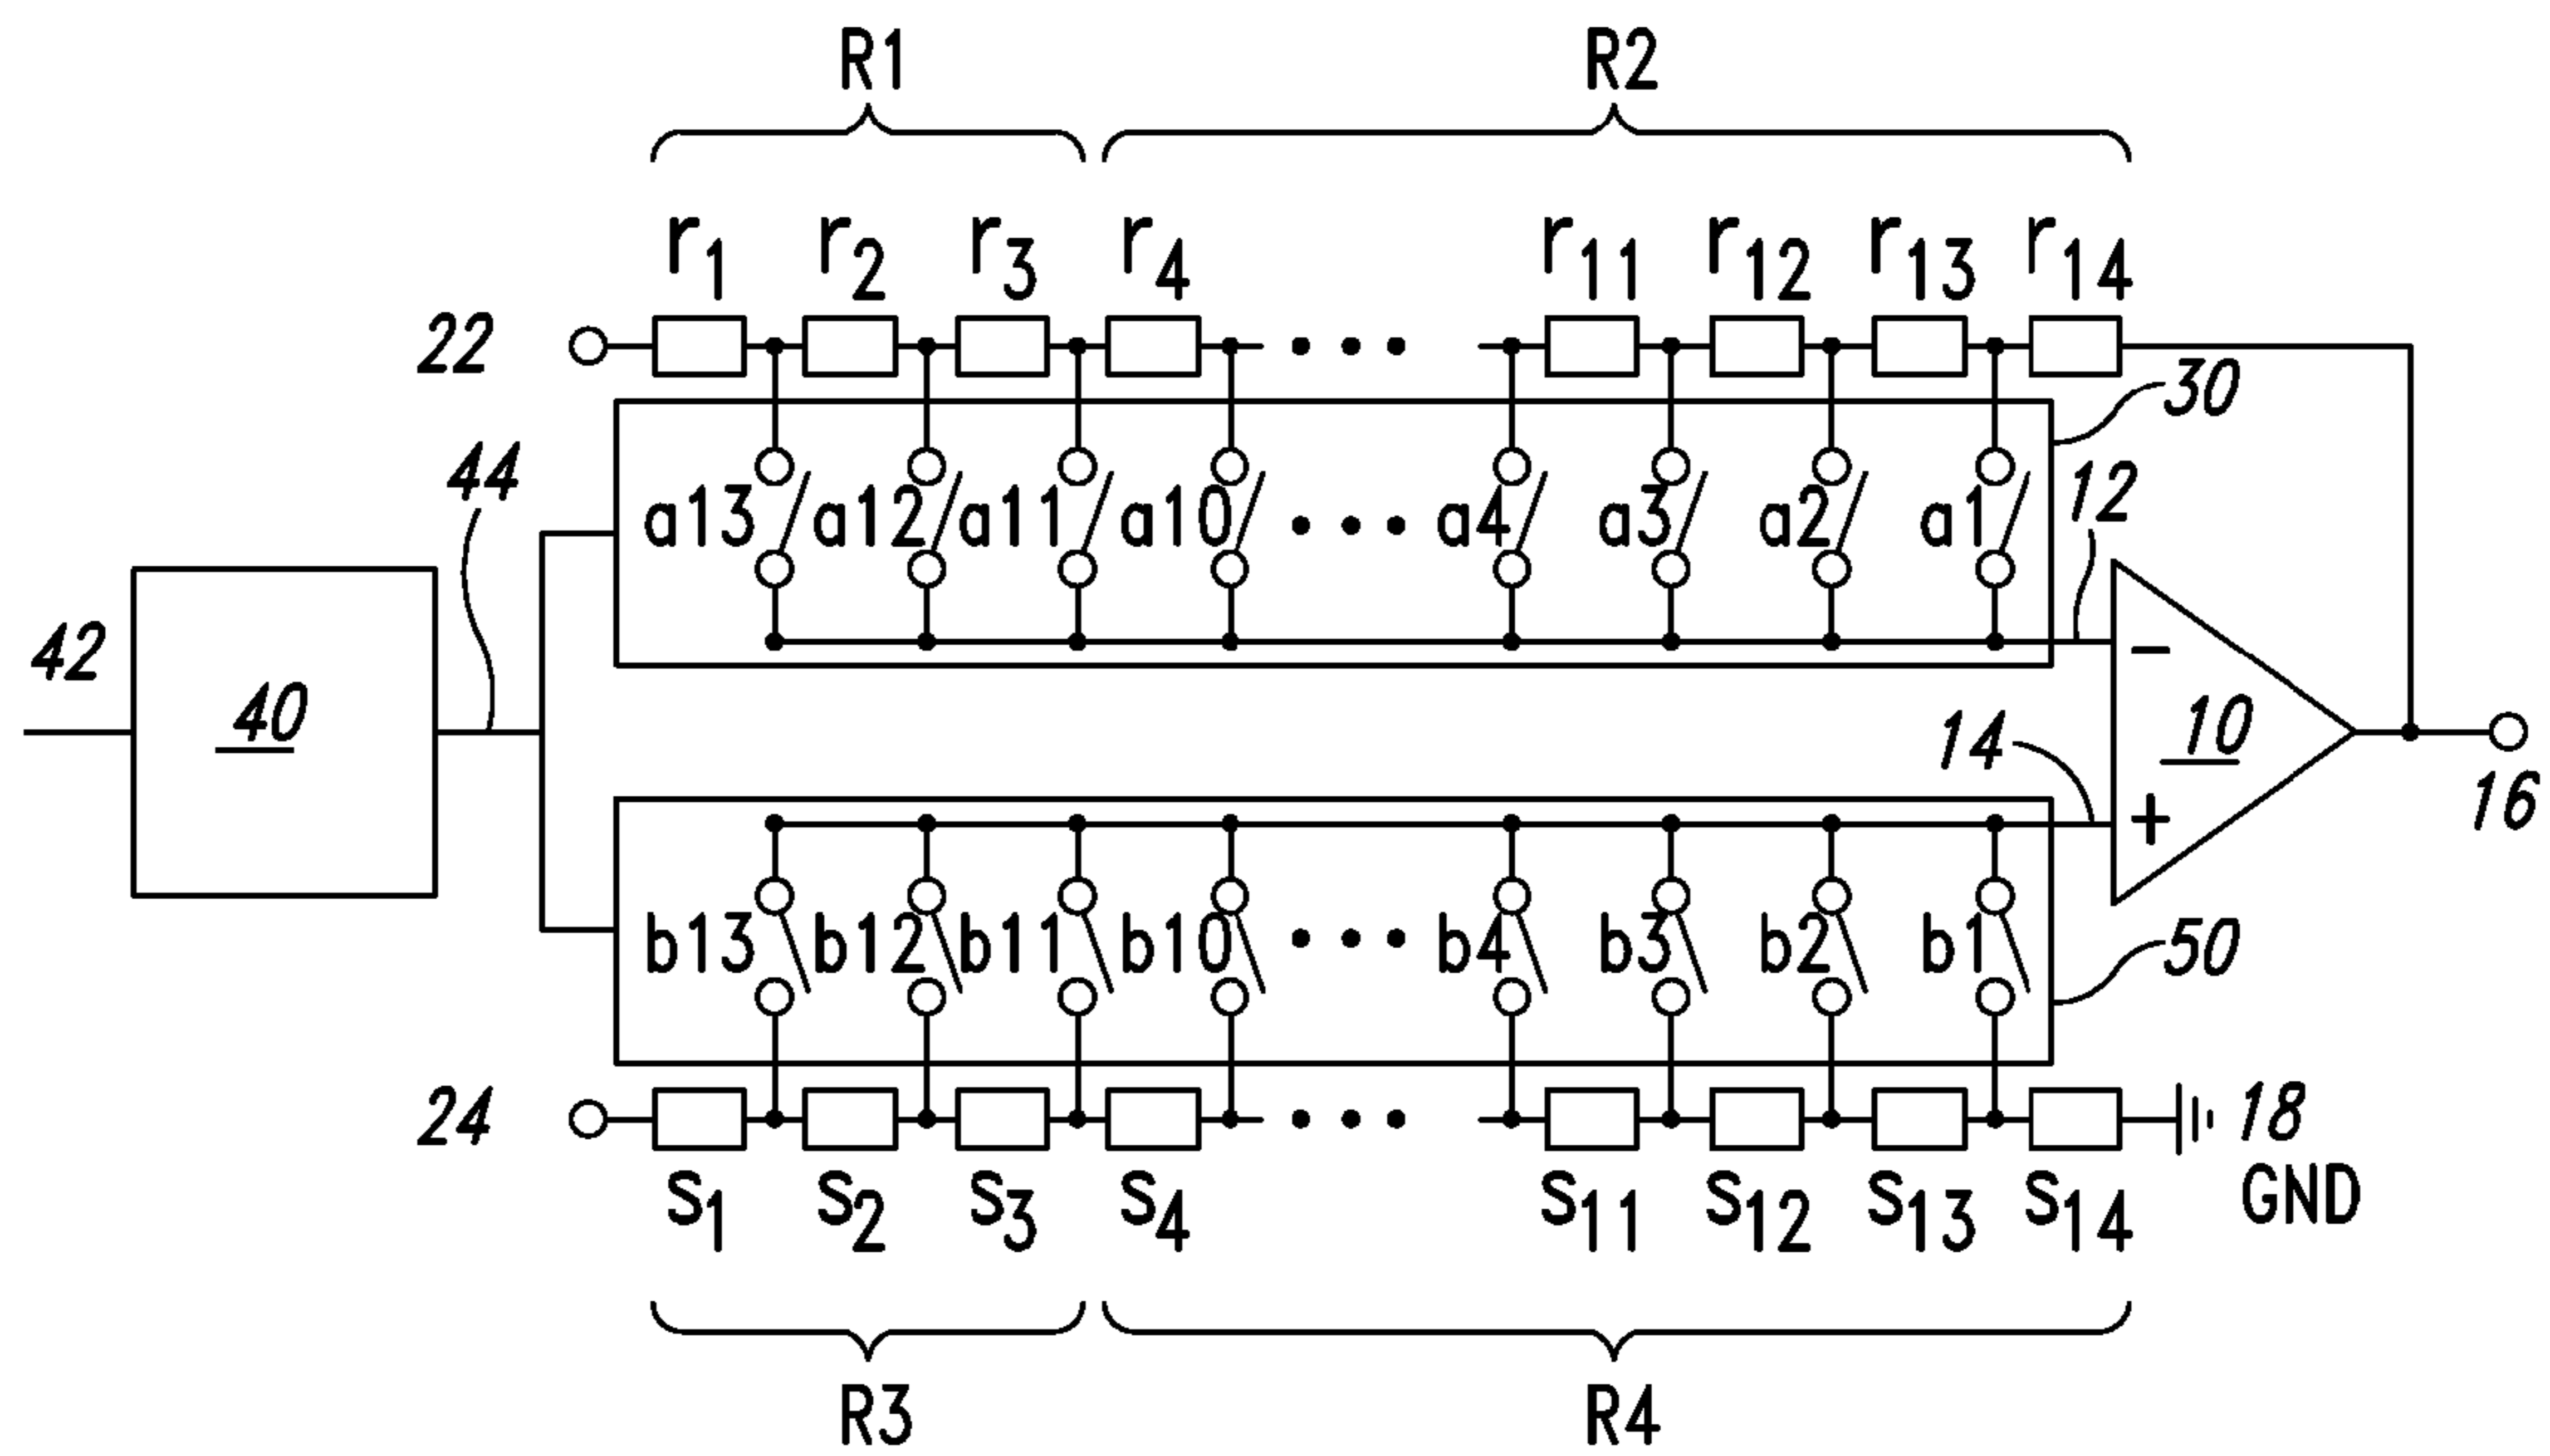 R1 R2
r1 r2 r3 r4 r11 r12 r13 r14
22
30
44
a13 a12 a11 a10 a4 a3 a2 a1 12
42
40
−
10
14
+
16
b13 b12 b11 b10 b4 b3 b2 b1 50
24
18
s1 s2 s3 s4 s11 s12 s13 s14 GND
R3 R4